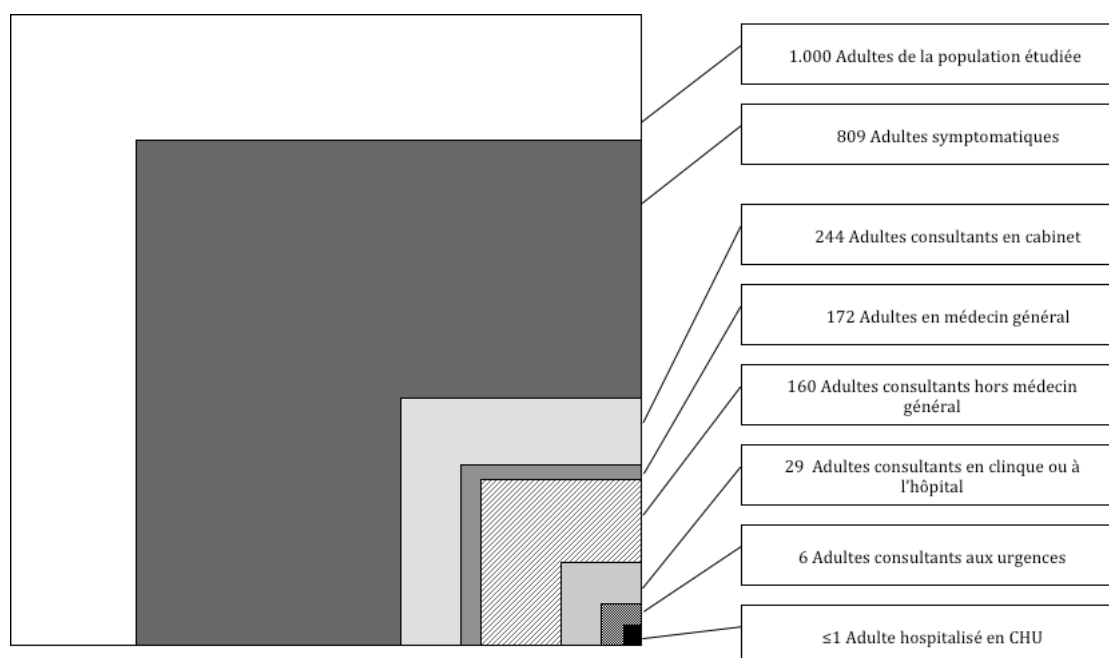 1.000 Adultes de la population étudiée
809 Adultes symptomatiques
244 Adultes consultants en cabinet
172 Adultes en médecin général
160 Adultes consultants hors médecin
général
29 Adultes consultants en clinque ou à
l'hôpital
6 Adultes consultants aux urgences
≤1 Adulte hospitalisé en CHU